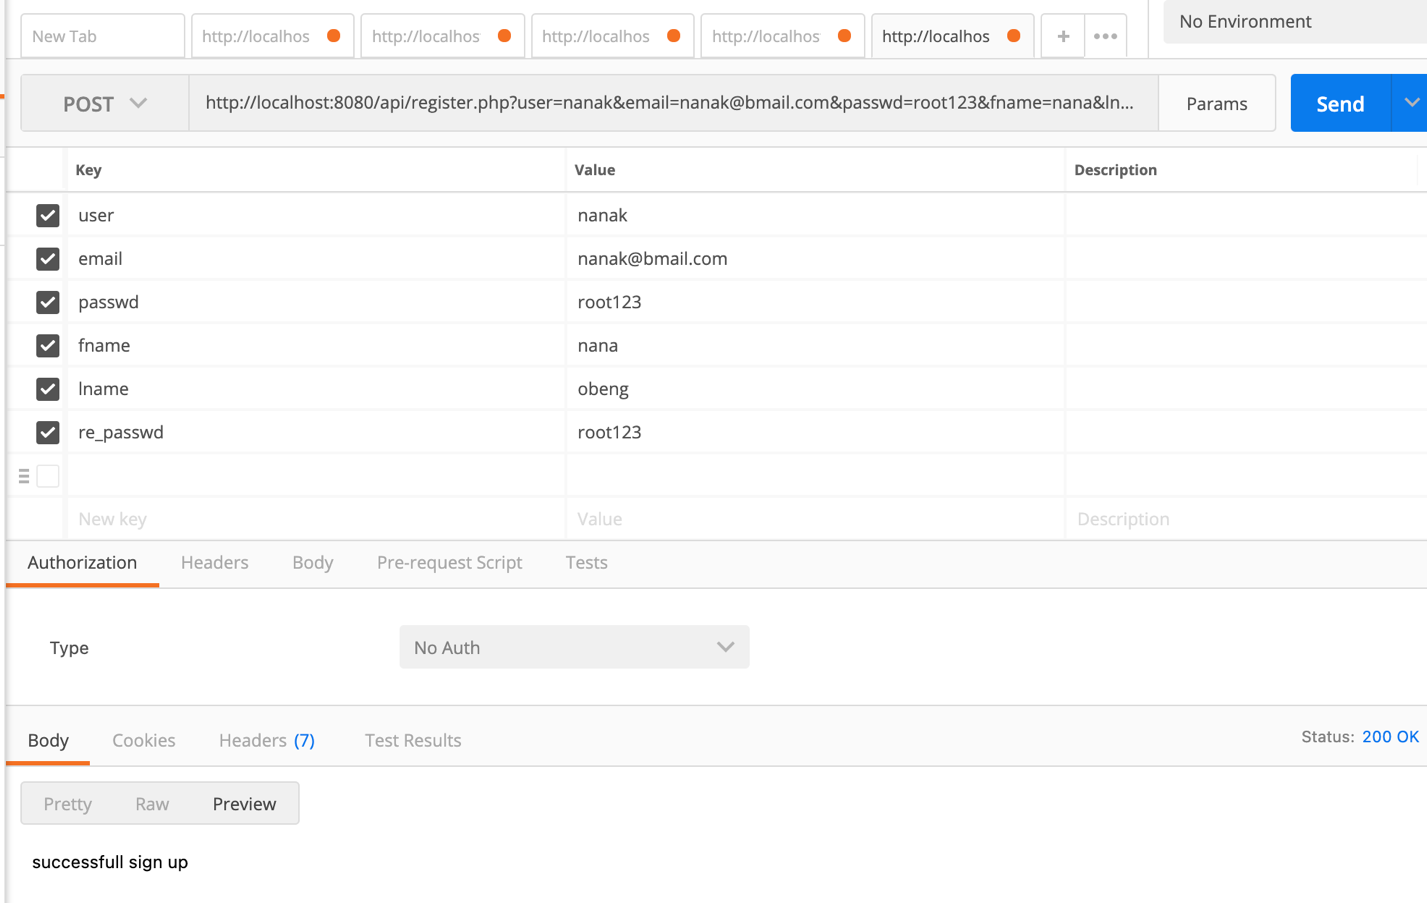 New Tab
http://localhos
http://localhos
http://localhos
http://localhos
http://localhos
No Environment
POST
http://localhost:8080/api/register.php?user=nanak&email=nanak@bmail.com&passwd=root123&fname=nana&ln...
Params
Send
Key Value Description
user nanak
email nanak@bmail.com
passwd root123
fname nana
lname obeng
re_passwd root123
New key Value Description
Authorization Headers Body Pre-request Script Tests
Type No Auth
Body Cookies Headers (7) Test Results Status: 200 OK
Pretty Raw Preview
successfull sign up